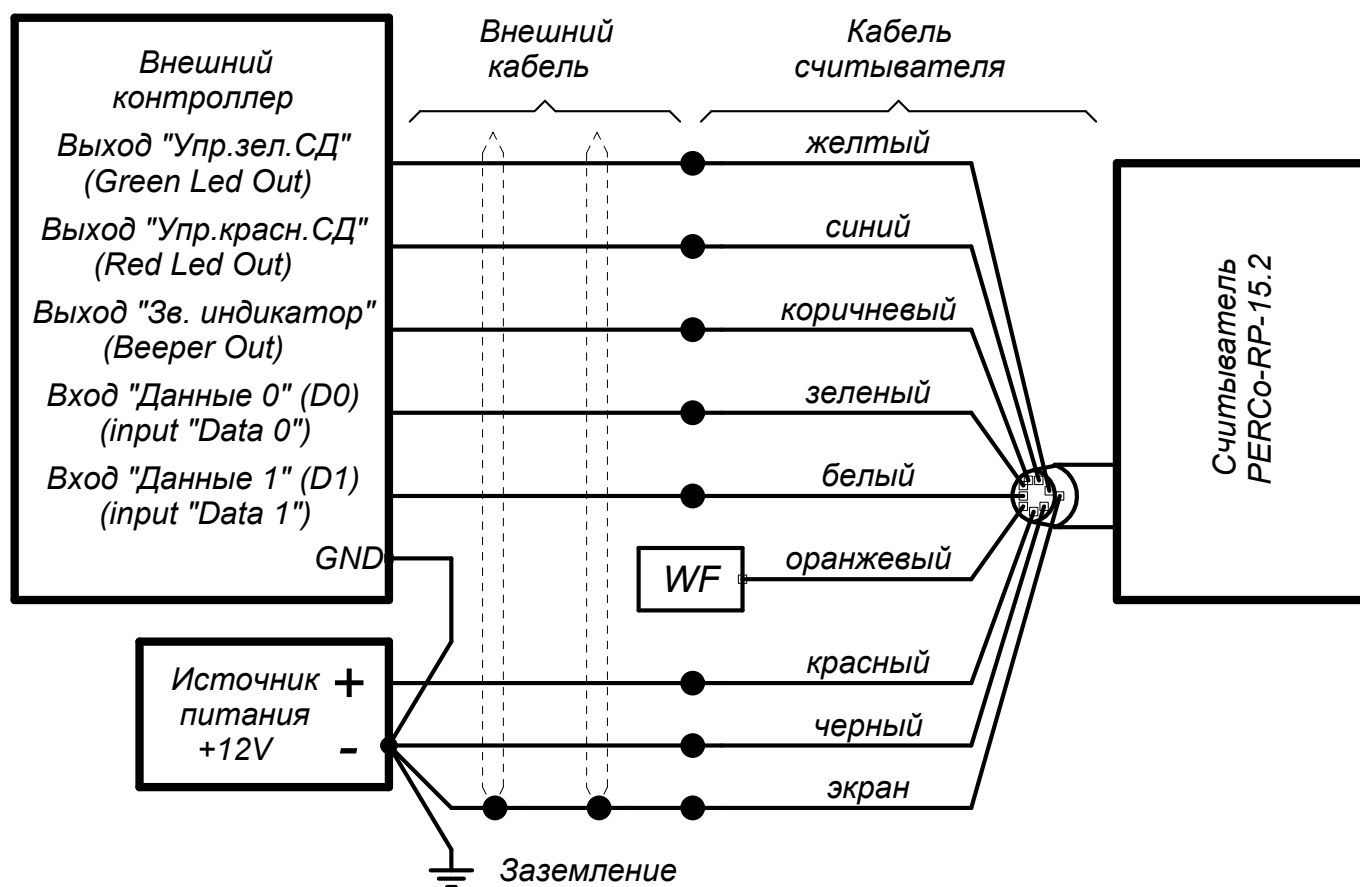 Внешний
контроллер
Выход "Упр.зел.СД"
(Green Led Out)
Выход "Упр.красн.СД"
(Red Led Out)
Выход "Зв. индикатор"
(Beeper Out)
Вход "Данные 0" (D0)
(input "Data 0")
Вход "Данные 1" (D1)
(input "Data 1")
GND
Источник +
питания
+12V -
Внешний
кабель
Кабель
считывателя
желтый
синий
коричневый
зеленый
белый
WF
оранжевый
красный
черный
экран
Заземление
Считыватель
PERCo-RP-15.2